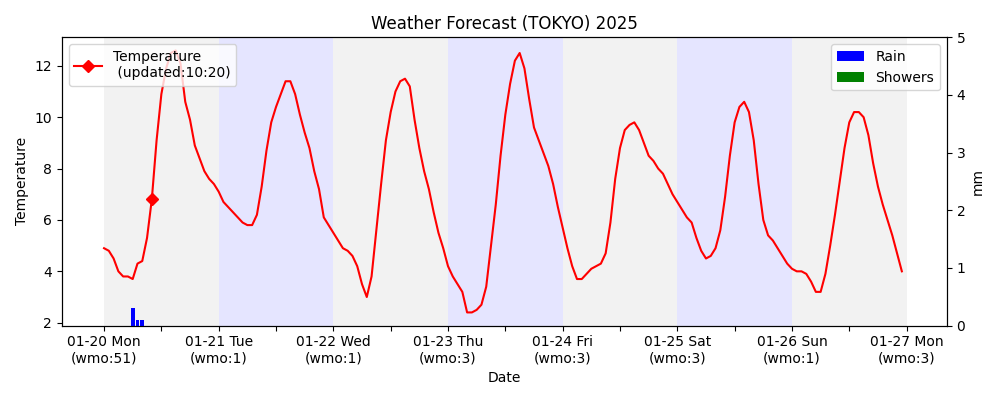 Weather Forecast (TOKYO) 2025
Temperature
(updated:10:20)
Rain
Showers
12
10
8
6
4
2
Temperature
5
4
3
2
1
0
mm
01-20 Mon
(wmo:51)
01-21 Tue
(wmo:1)
01-22 Wed
(wmo:1)
01-23 Thu
(wmo:3)
01-24 Fri
(wmo:3)
01-25 Sat
(wmo:3)
01-26 Sun
(wmo:1)
01-27 Mon
(wmo:3)
Date